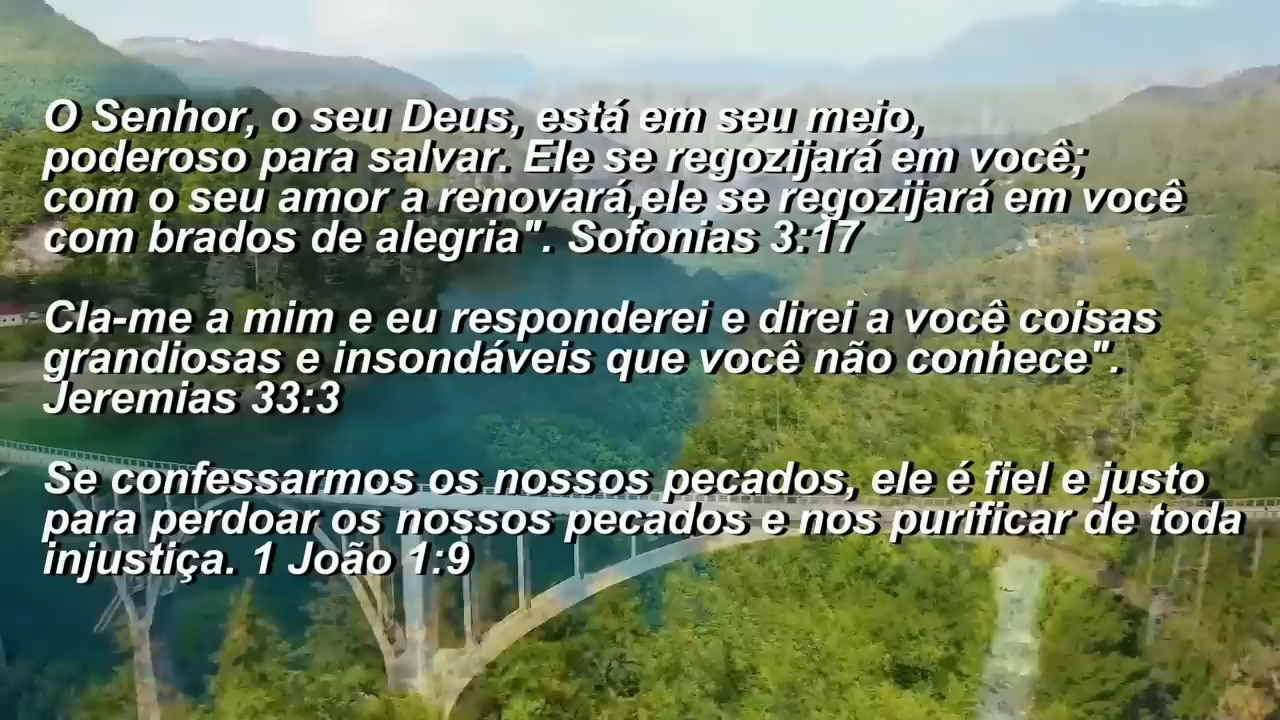 O Senhor, o seu Deus, está em seu meio,
poderoso para salvar. Ele se regozijará em você;
com o seu amor a renovará,ele se regozijará em você
com brados de alegria". Sofonias 3:17
Cla-me a mim e eu responderei e direi a você coisas
grandiosas e insondáveis que você não conhece".
Jeremias 33:3
Se confessarmos os nossos pecados, ele é fiel e justo
para perdoar os nossos pecados e nos purificar de toda
injustiça. 1 João 1:9